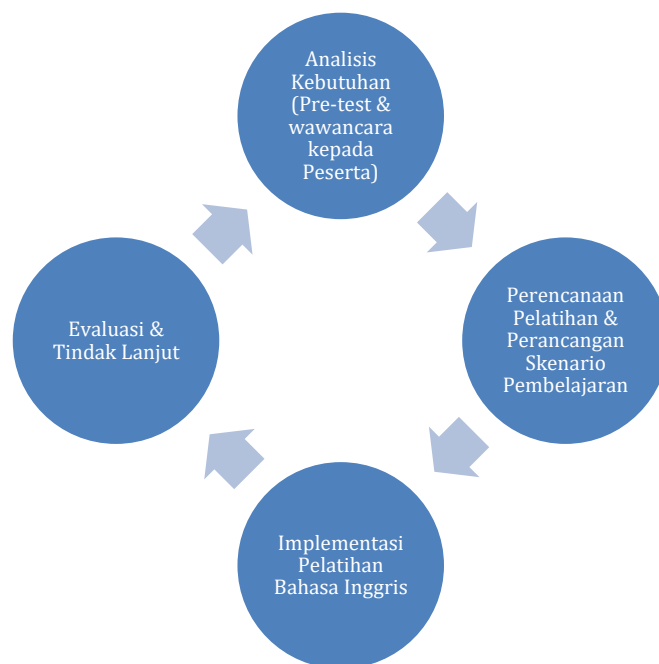 Analisis
Kebutuhan
(Pre-test &
wawancara
kepada
Peserta)
Perencanaan
Pelatihan &
Perancangan
Skenario
Pembelajaran
Implementasi
Pelatihan
Bahasa Inggris
Evaluasi &
Tindak Lanjut